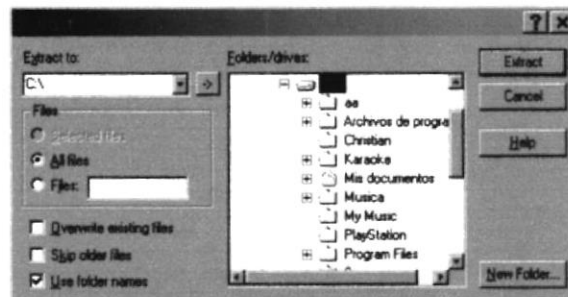 Extract to:
C:\
Files
Selected files
All files
Files:
Overwrite existing files
Skip older files
Use folder names
Folders/drives:
aa
Archivos de progra
Christian
Karaoke
Mis documentos
Musica
My Music
PlayStation
Program Files
Extract
Cancel
Help
New Folder...